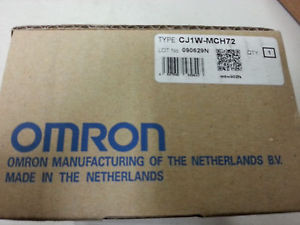 TYPE CJ1W-MCH72
LOT No. 090629N
QTY. 1
OMRON
OMRON MANUFACTURING OF THE NETHERLANDS B.V.
MADE IN THE NETHERLANDS